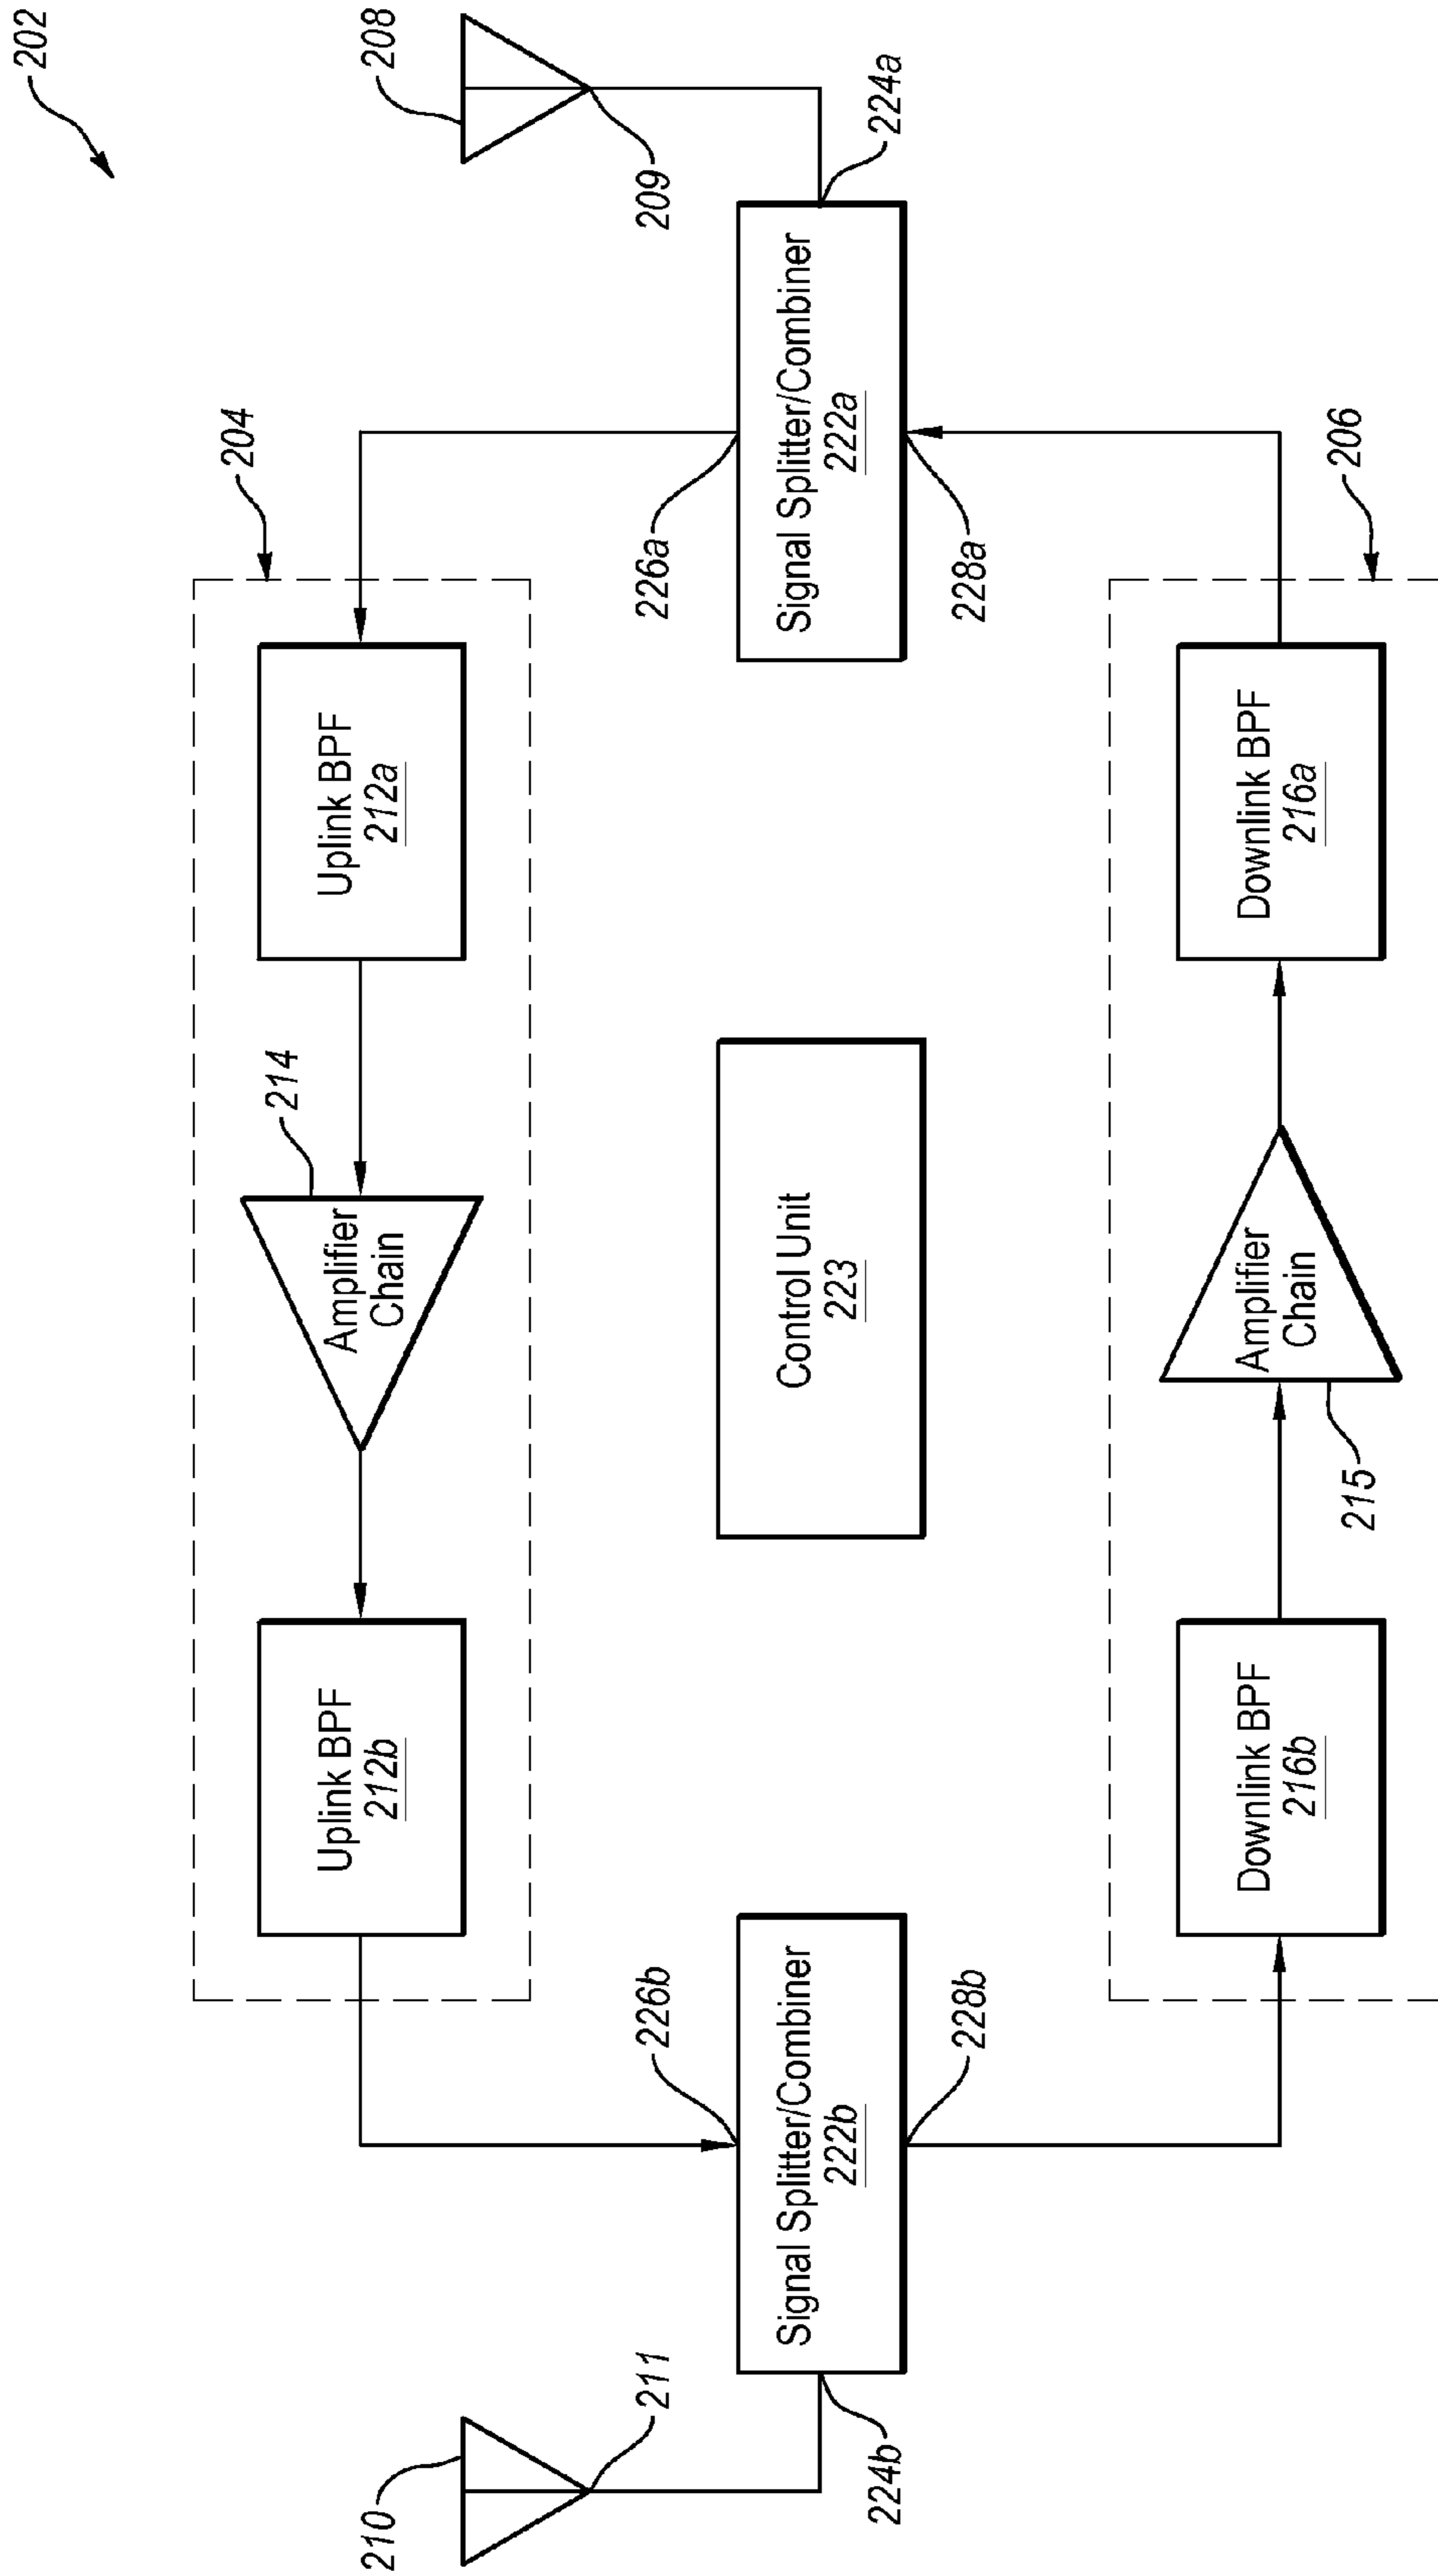 202
210
211
208
209
204
Uplink BPF
212b
Amplifier
Chain
214
Uplink BPF
212a
226b
226a
Signal Splitter/Combiner
222b
224b
228b
Control Unit
223
Signal Splitter/Combiner
222a
224a
228a
206
Downlink BPF
216b
Amplifier
Chain
215
Downlink BPF
216a